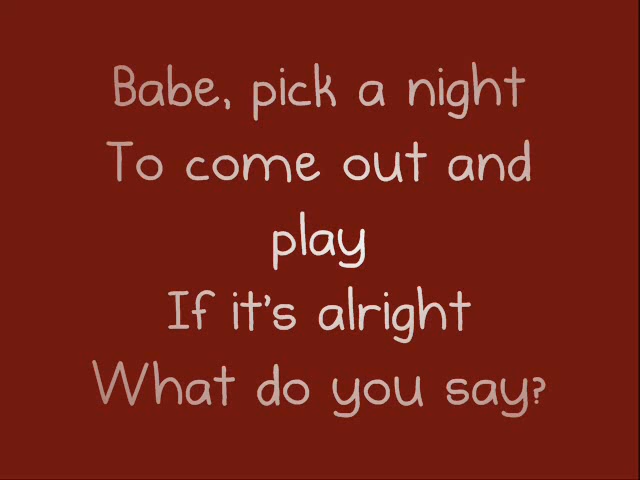 Babe, pick a night
To come out and
play
If it's alright
What do you say?